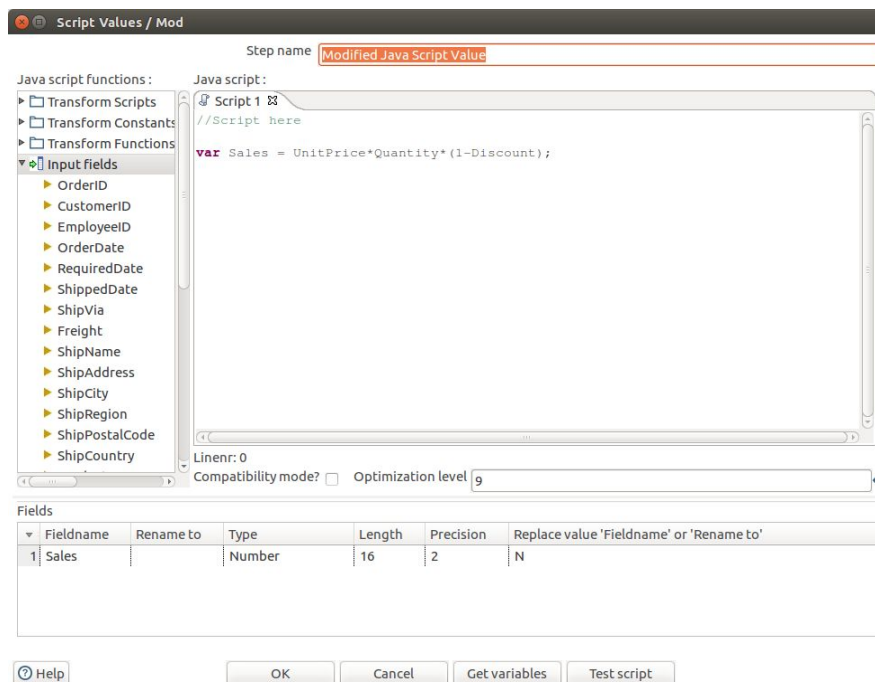 Script Values / Mod
Step name Modified Java Script Value
Java script functions :
Java script :
Transform Scripts
Transform Constants
Transform Functions
Input fields
OrderID
CustomerID
EmployeeID
OrderDate
RequiredDate
ShippedDate
ShipVia
Freight
ShipName
ShipAddress
ShipCity
ShipRegion
ShipPostalCode
ShipCountry
Script 1
//Script here
var Sales = UnitPrice*Quantity*(1-Discount);
Linenr: 0
Compatibility mode? Optimization level 9
Fields
Fieldname Rename to Type Length Precision Replace value 'Fieldname' or 'Rename to'
1 Sales Number 16 2 N
Help OK Cancel Get variables Test script